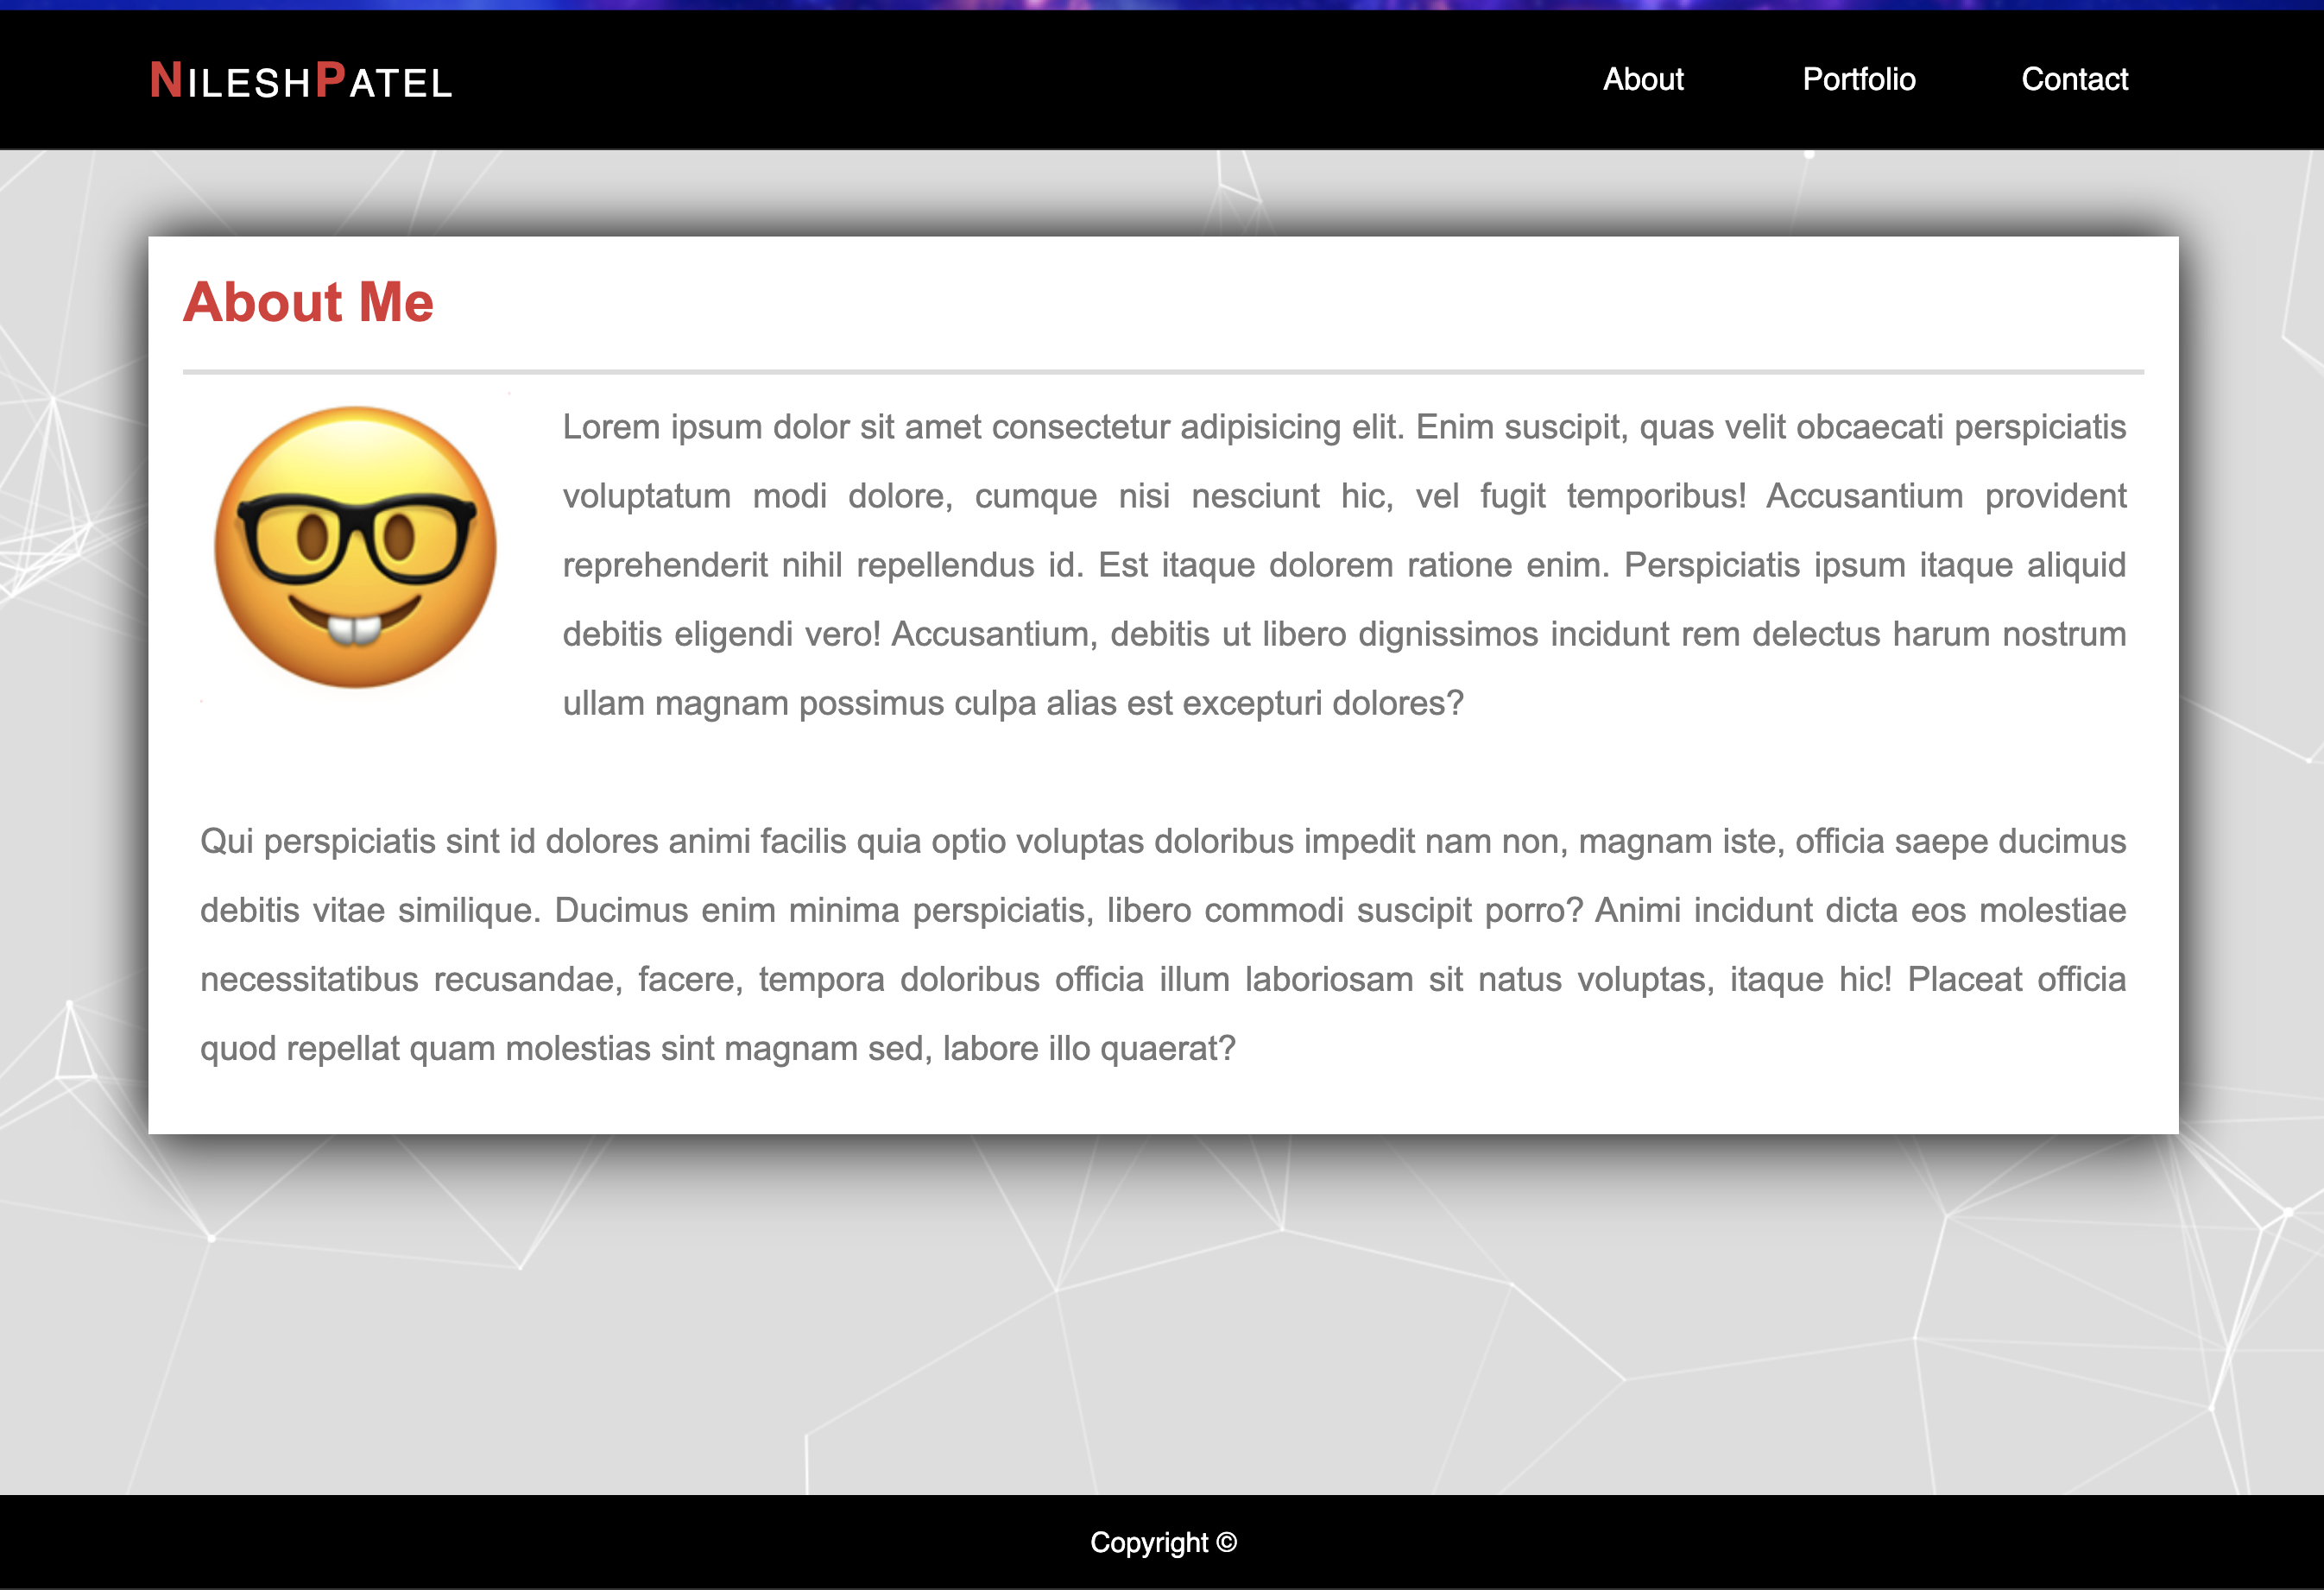 NILESHPATEL
About Portfolio Contact
About Me
Lorem ipsum dolor sit amet consectetur adipisicing elit. Enim suscipit, quas velit obcaecati perspiciatis
voluptatum modi dolore, cumque nisi nesciunt hic, vel fugit temporibus! Accusantium provident
reprehenderit nihil repellendus id. Est itaque dolorem ratione enim. Perspiciatis ipsum itaque aliquid
debitis eligendi vero! Accusantium, debitis ut libero dignissimos incidunt rem delectus harum nostrum
ullam magnam possimus culpa alias est excepturi dolores?
Qui perspiciatis sint id dolores animi facilis quia optio voluptas doloribus impedit nam non, magnam iste, officia saepe ducimus
debitis vitae similique. Ducimus enim minima perspiciatis, libero commodi suscipit porro? Animi incidunt dicta eos molestiae
necessitatibus recusandae, facere, tempora doloribus officia illum laboriosam sit natus voluptas, itaque hic! Placeat officia
quod repellat quam molestias sint magnam sed, labore illo quaerat?
Copyright ©